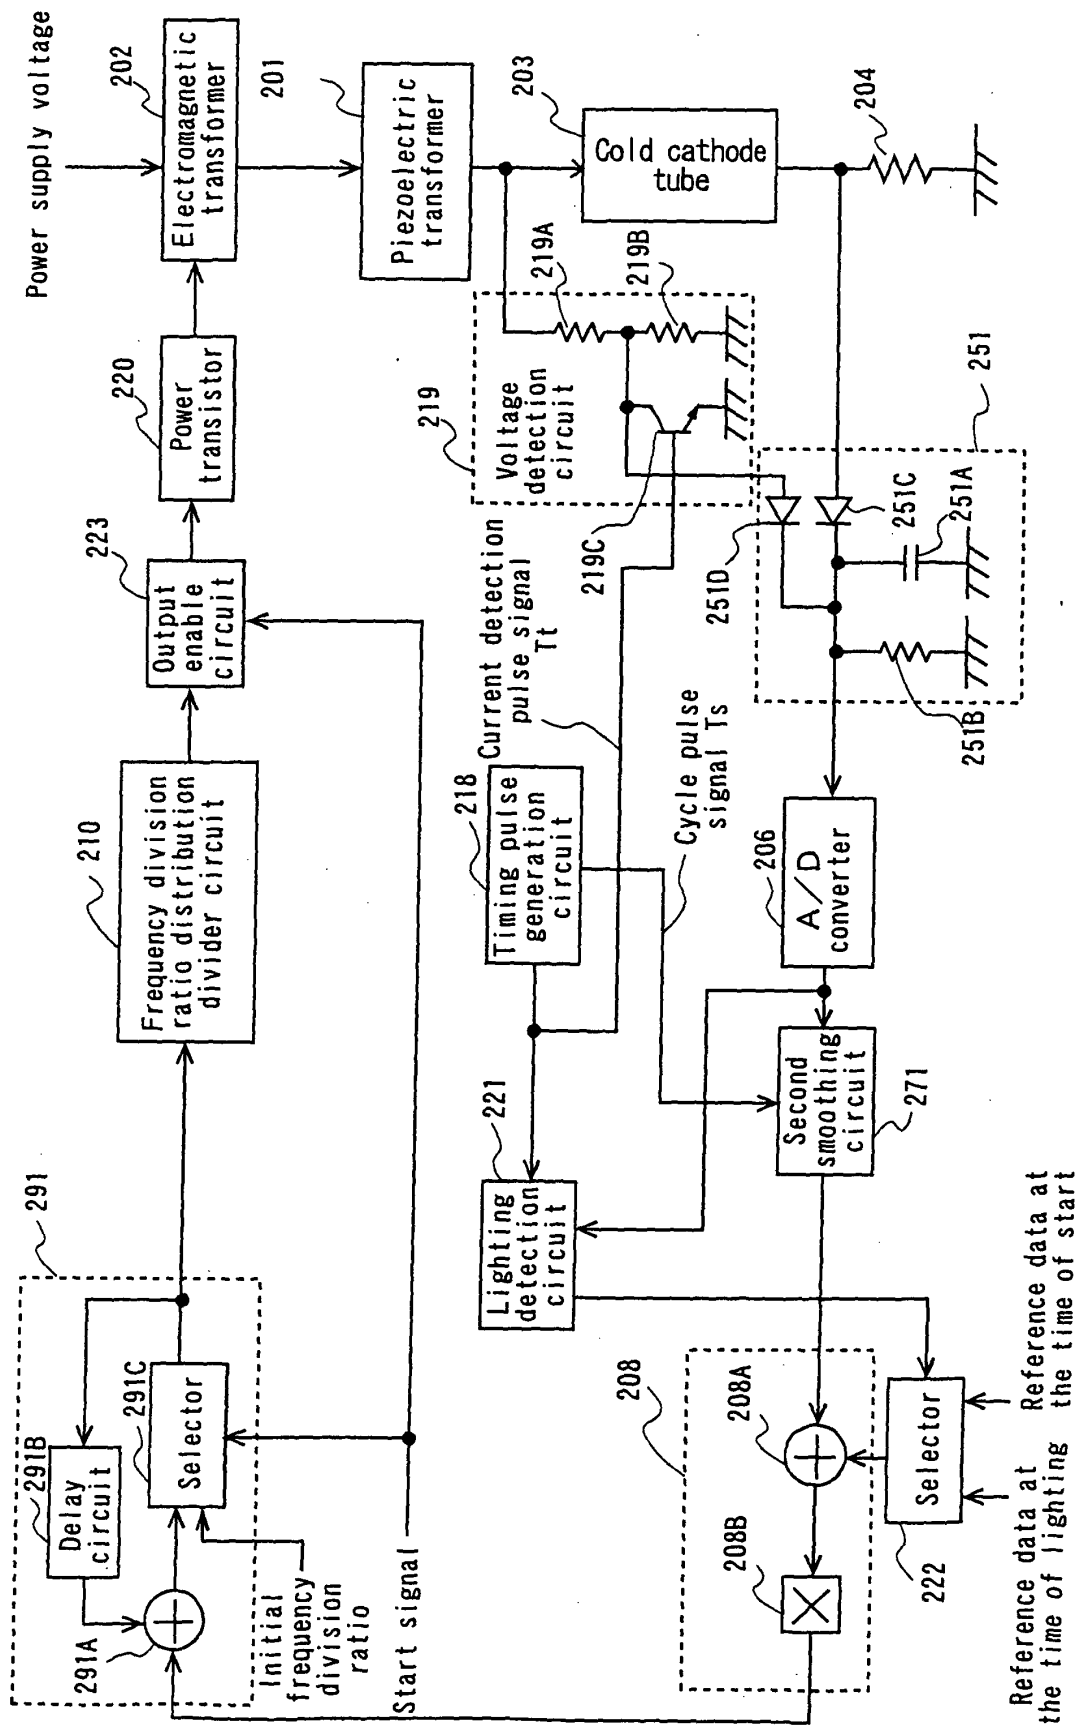 Power supply voltage
202
Electromagnetic
transformer
201
Piezoelectric
transformer
203
Cold cathode
tube
204
220
Power
transistor
219
Voltage
detection
circuit
219A
219B
219C
251
251D
251C
251A
251B
223
Output
enable
circuit
Current detection
pulse signal
Tt
210
Frequency division
ratio distribution
divider circuit
218
Timing pulse
generation
circuit
Cycle pulse
signal Ts
206
A/D
converter
221
Lighting
detection
circuit
Second
smoothing
circuit
271
291
291B
Delay
circuit
291C
Selector
291A
Initial
frequency
division
ratio
Start signal
208
208A
208B
Selector
222
Reference data at
the time of lighting
Reference data at
the time of start